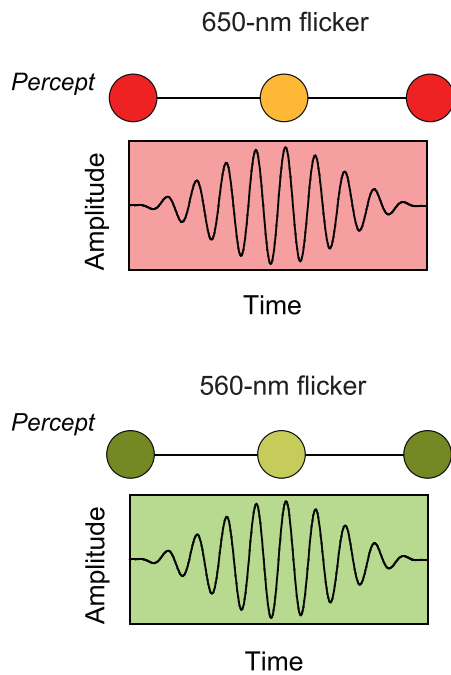 650-nm flicker
Percept
Amplitude
Time
560-nm flicker
Percept
Amplitude
Time